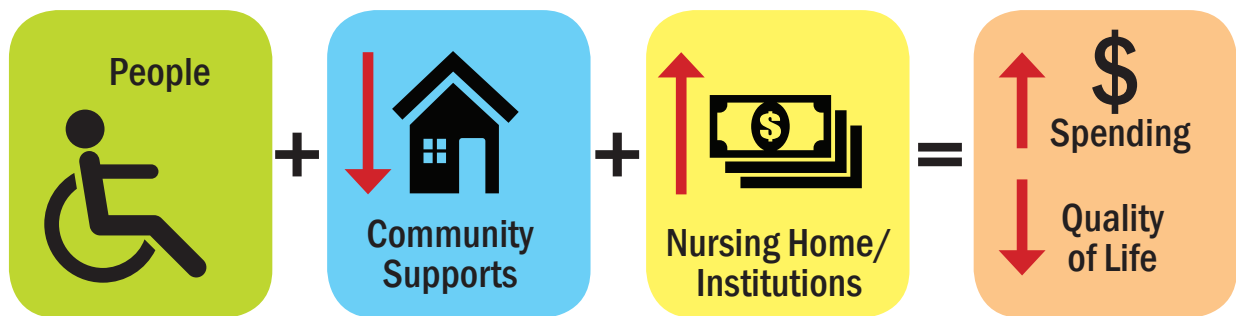 People
+
Community
Supports
+
$
Nursing Home/
Institutions
=
$
Spending
Quality
of Life